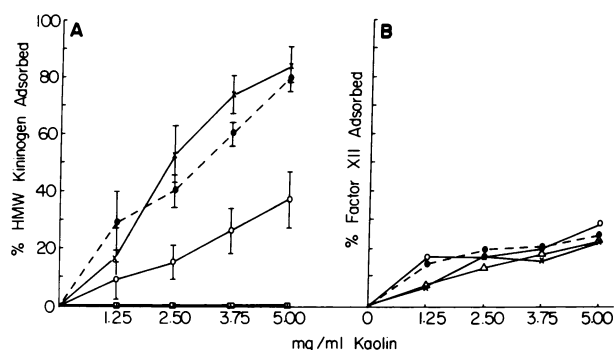 A
B
% HMW Kininogen Adsorbed
100
80
60
40
20
0
1.25 2.50 3.75 5.00
% Factor XII Adsorbed
0 1.25 2.50 3.75 5.00
mg/ml Kaolin